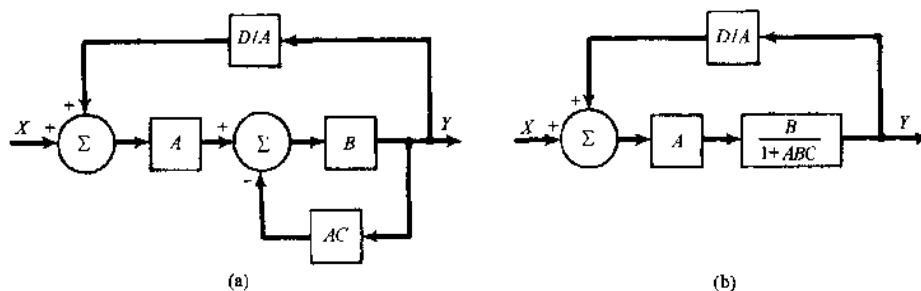 D/A
+
X
+
Σ
A
+
Σ
B
Y
-
AC
(a)
D/A
+
X
+
Σ
A
B
1+ABC
Y
(b)